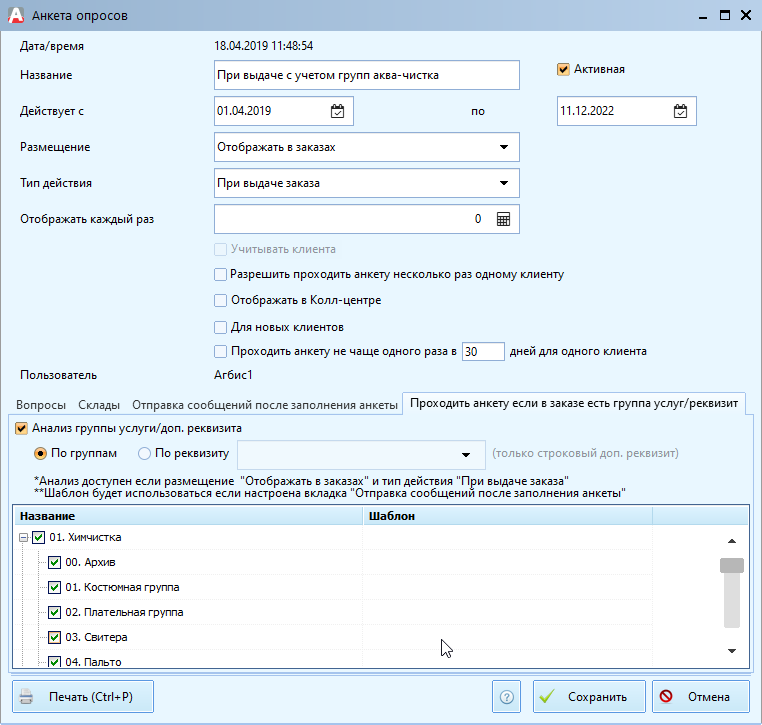 Анкета опросов
Дата/время 18.04.2019 11:48:54
Название При выдаче с учетом групп аква-чистка Активная
Действует с 01.04.2019 по 11.12.2022
Размещение Отображать в заказах
Тип действия При выдаче заказа
Отображать каждый раз 0
Учитывать клиента
Разрешить проходить анкету несколько раз одному клиенту
Отображать в Колл-центре
Для новых клиентов
Проходить анкету не чаще одного раза в 30 дней для одного клиента
Пользователь Агбис1
Вопросы Склады Отправка сообщений после заполнения анкеты Проходить анкету если в заказе есть группа услуг/реквизит
Анализ группы услуги/доп. реквизита
По группам По реквизиту (только строковый доп. реквизит)
*Анализ доступен если размещение "Отображать в заказах" и тип действия "При выдаче заказа"
**Шаблон будет использоваться если настроена вкладка "Отправка сообщений после заполнения анкеты"
Название Шаблон
01. Химчистка
00. Архив
01. Костюмная группа
02. Плательная группа
03. Свитера
04. Пальто
Печать (Ctrl+P) ? Сохранить Отмена